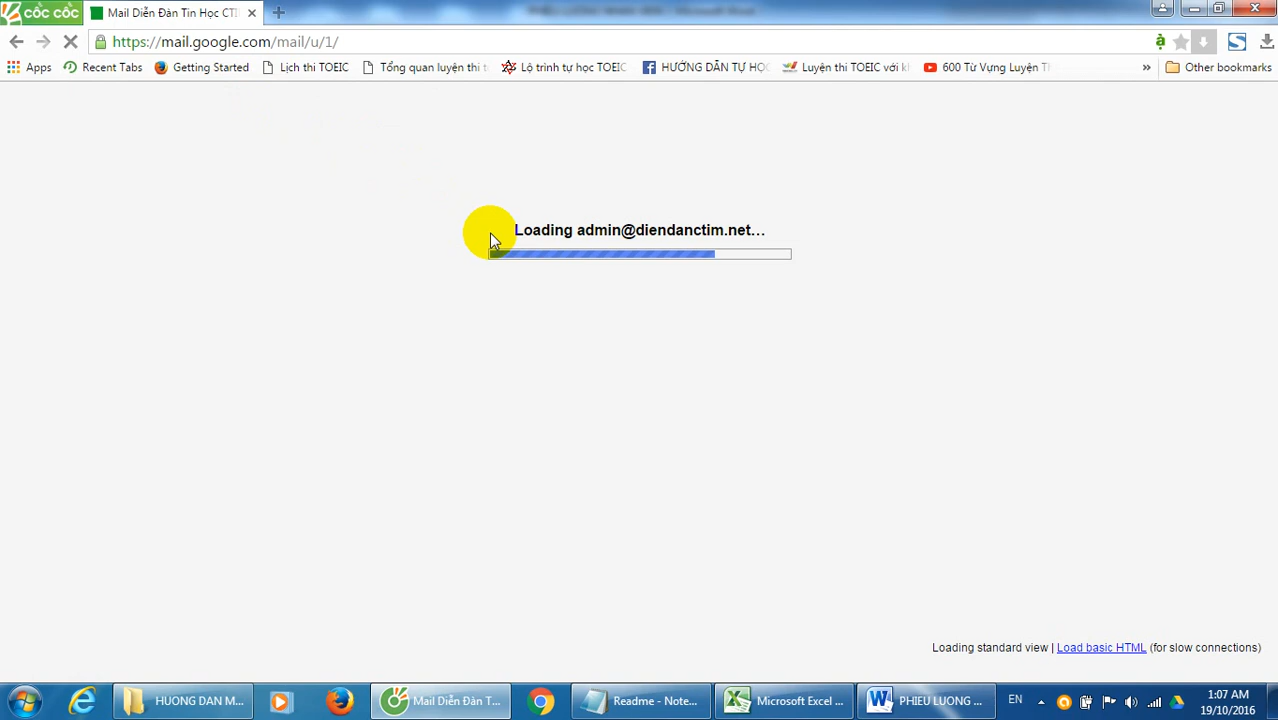 cốc cốc
Mail Diễn Đàn Tin Học CTI
https://mail.google.com/mail/u/1/
Apps
Recent Tabs
Getting Started
Lịch thi TOEIC
Tổng quan luyện thi t
Lộ trình tự học TOEIC
HƯỚNG DẪN TỰ HỌC
Luyện thi TOEIC với k
600 Từ Vựng Luyện
Other bookmarks
Loading admin@diendanctim.net…
Loading standard view | Load basic HTML (for slow connections)
HUONG DAN M...
Mail Diễn Đàn T...
Readme - Note...
Microsoft Excel ...
PHIEU LUONG ...
EN
1:07 AM
19/10/2016